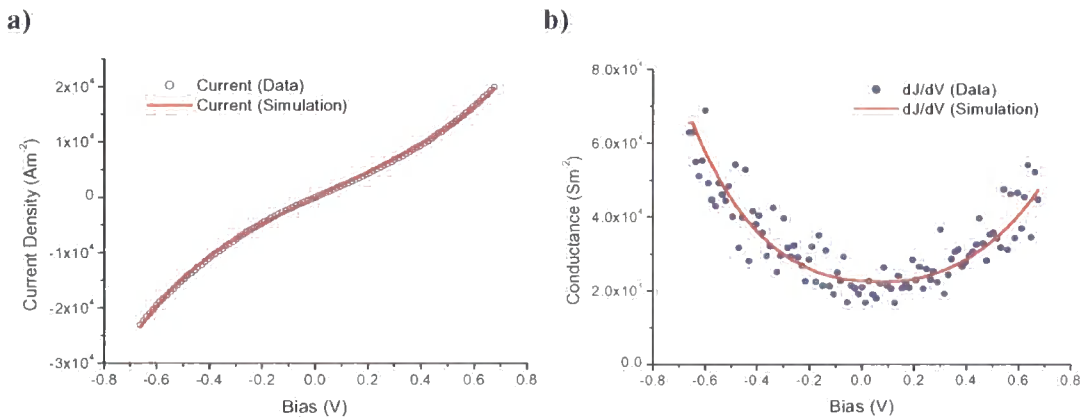 a)
Current Density (Am⁻²)
2x10⁴
1x10⁴
0
-1x10⁴
-2x10⁴
-3x10⁴
Current (Data)
Current (Simulation)
-0.8 -0.6 -0.4 -0.2 0.0 0.2 0.4 0.6 0.8
Bias (V)
b)
Conductance (Sm⁻²)
8.0x10⁴
6.0x10⁴
4.0x10⁴
2.0x10⁴
0.0
dJ/dV (Data)
dJ/dV (Simulation)
-0.8 -0.6 -0.4 -0.2 0.0 0.2 0.4 0.6 0.8
Bias (V)